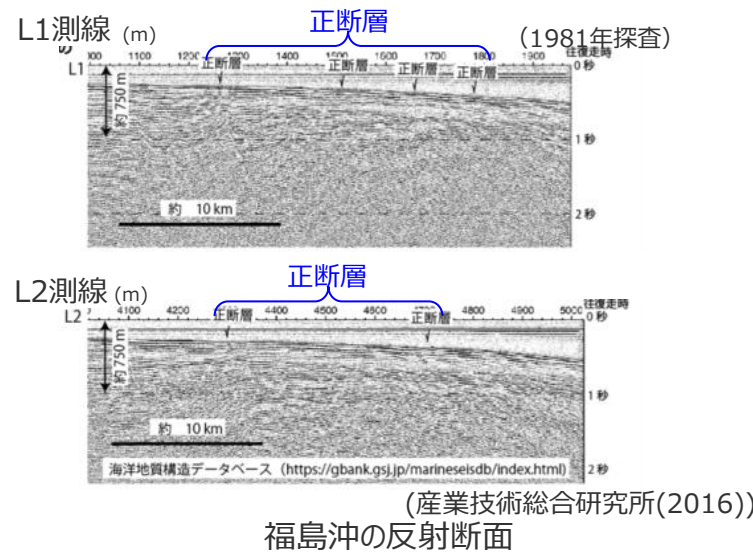 正断層
L1測線 (m)
(1981年探査)
1100 1200 1300 1400 1500 1600 1700 1800 1900
往復走時
L1
正断層 正断層 正断層 正断層
0 秒
約 750 m
1 秒
約 10 km
2 秒
正断層
L2測線 (m)
4100 4200 4300 4400 4500 4600 4700 4800 4900 5000
往復走時
L2
正断層 正断層
0 秒
約 750 m
1 秒
約 10 km
海洋地質構造データベース (https://gbank.gsj.jp/marineseisdb/index.html)
2 秒
(産業技術総合研究所(2016))
福島沖の反射断面